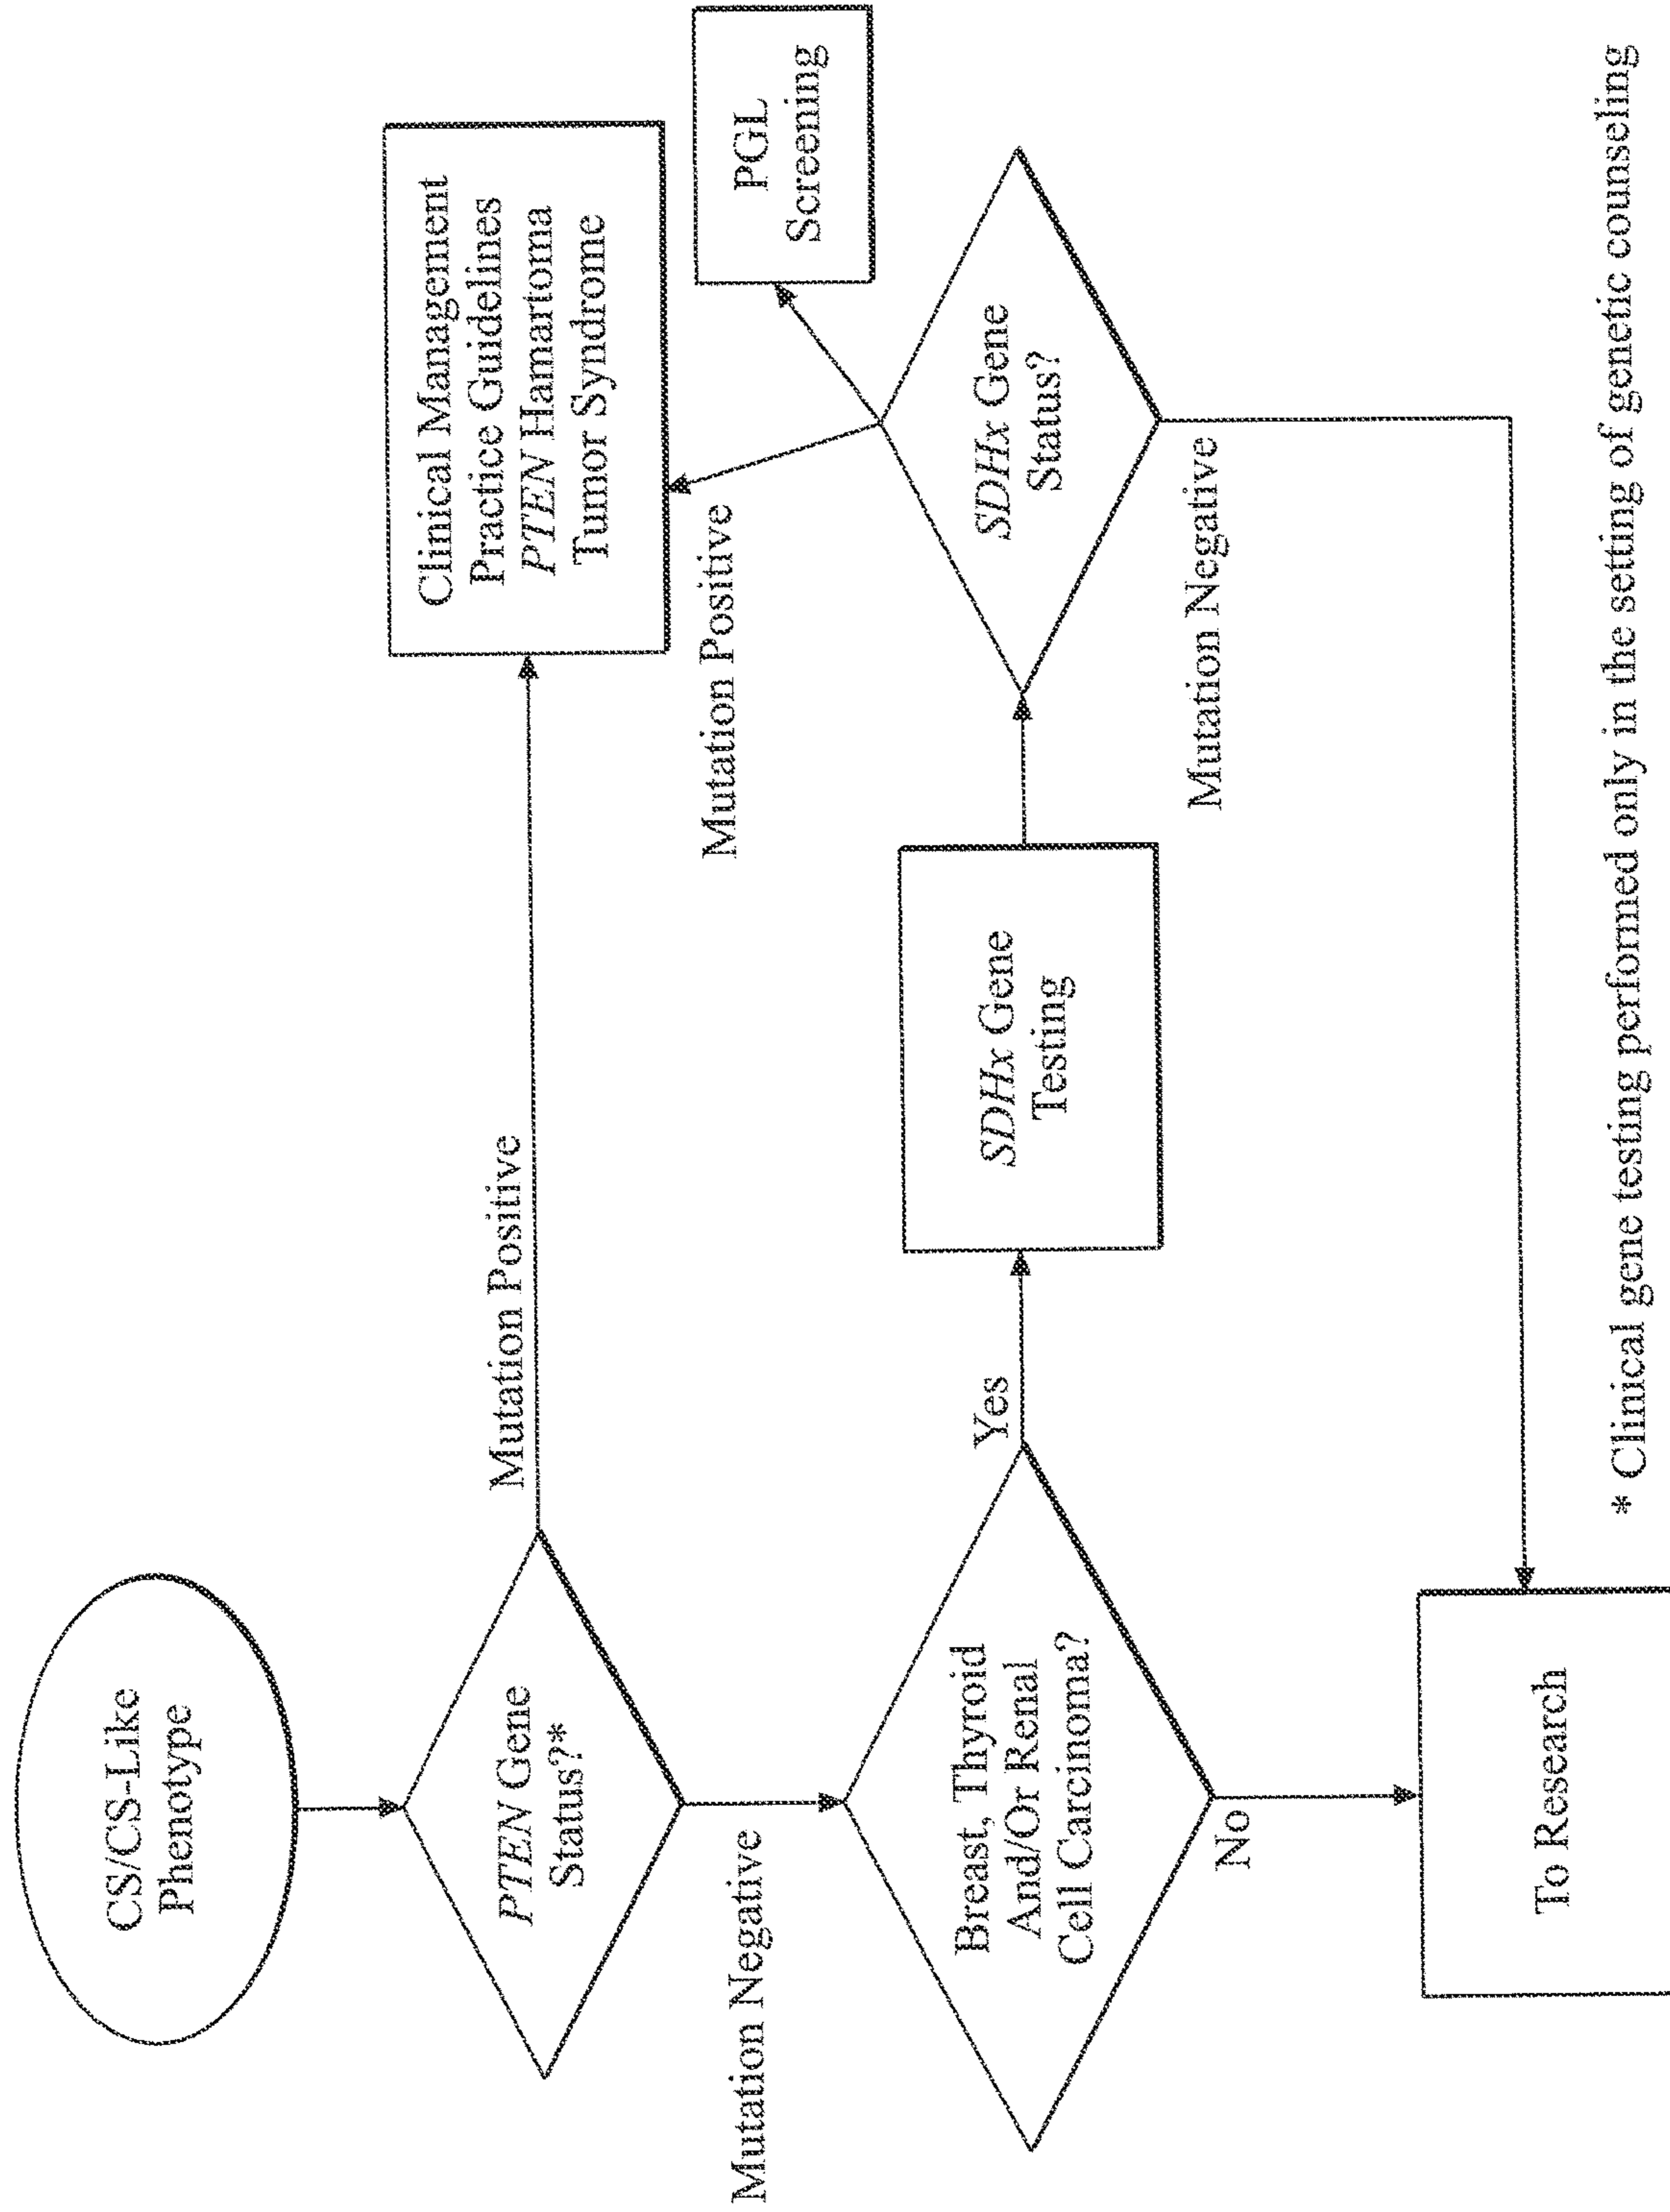 CS/CS-Like
Phenotype
PTEN Gene
Status?*
Mutation Positive
Clinical Management
Practice Guidelines
PTEN Hamartoma
Tumor Syndrome
Mutation Negative
Breast, Thyroid
And/Or Renal
Cell Carcinoma?
Yes
SDHx Gene
Testing
SDHx Gene
Status?
Mutation Positive
PGL
Screening
Mutation Negative
No
To Research
* Clinical gene testing performed only in the setting of genetic counseling